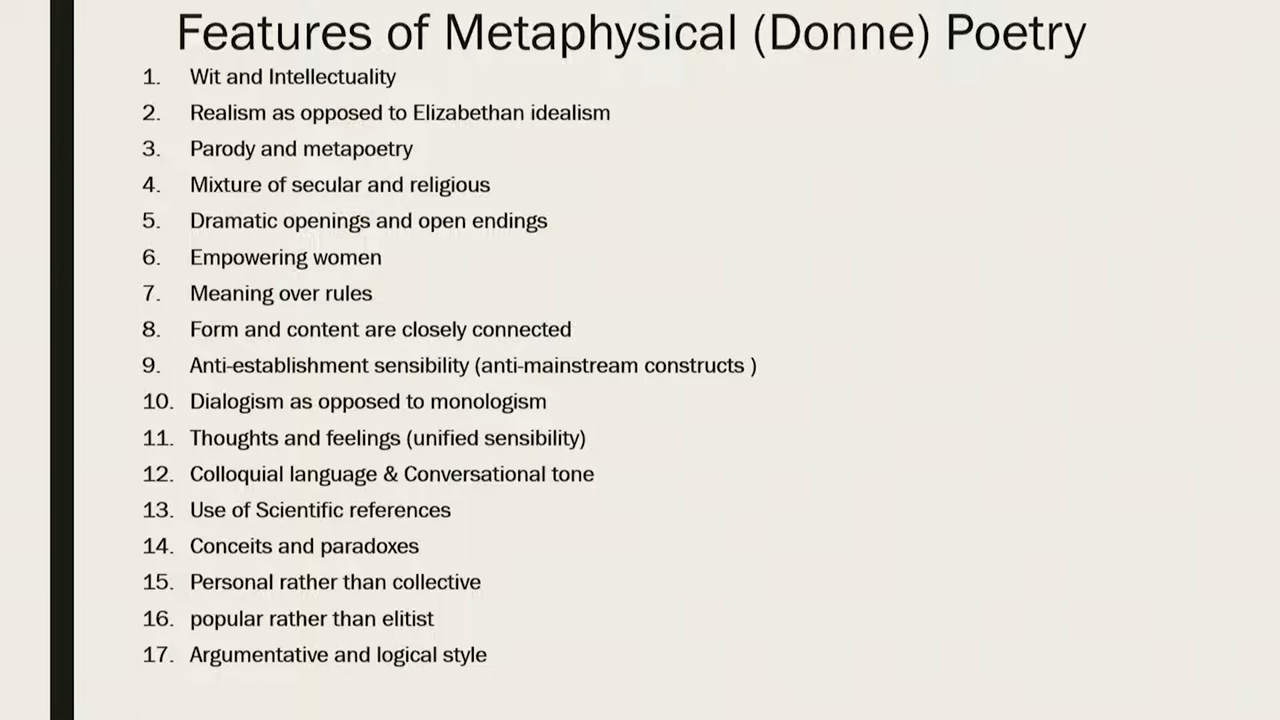 Features of Metaphysical (Donne) Poetry
1. Wit and Intellectuality
2. Realism as opposed to Elizabethan idealism
3. Parody and metapoetry
4. Mixture of secular and religious
5. Dramatic openings and open endings
6. Empowering women
7. Meaning over rules
8. Form and content are closely connected
9. Anti-establishment sensibility (anti-mainstream constructs )
10. Dialogism as opposed to monologism
11. Thoughts and feelings (unified sensibility)
12. Colloquial language & Conversational tone
13. Use of Scientific references
14. Conceits and paradoxes
15. Personal rather than collective
16. popular rather than elitist
17. Argumentative and logical style